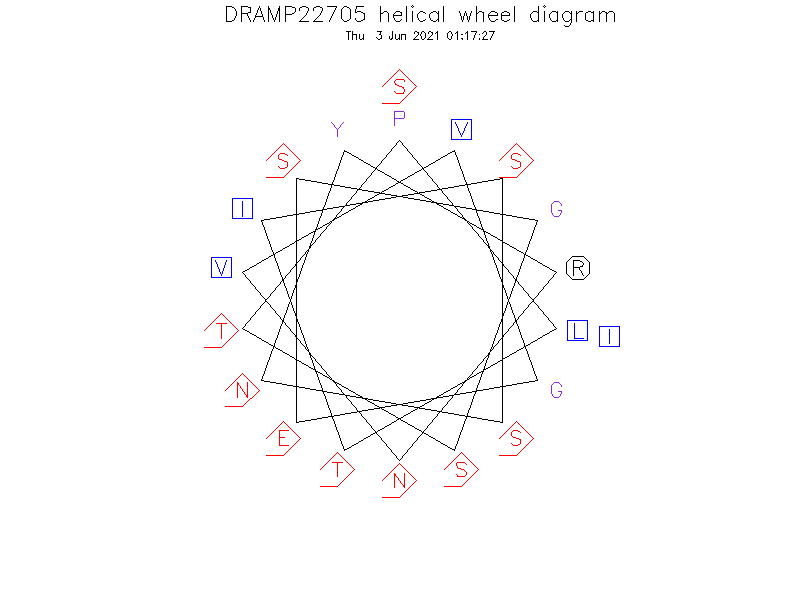 DRAMP22705 helical wheel diagram
Thu 3 Jun 2021 01:17:27
S
P
Y V
S S
I G
V R
T L I
N G
E S
T N S